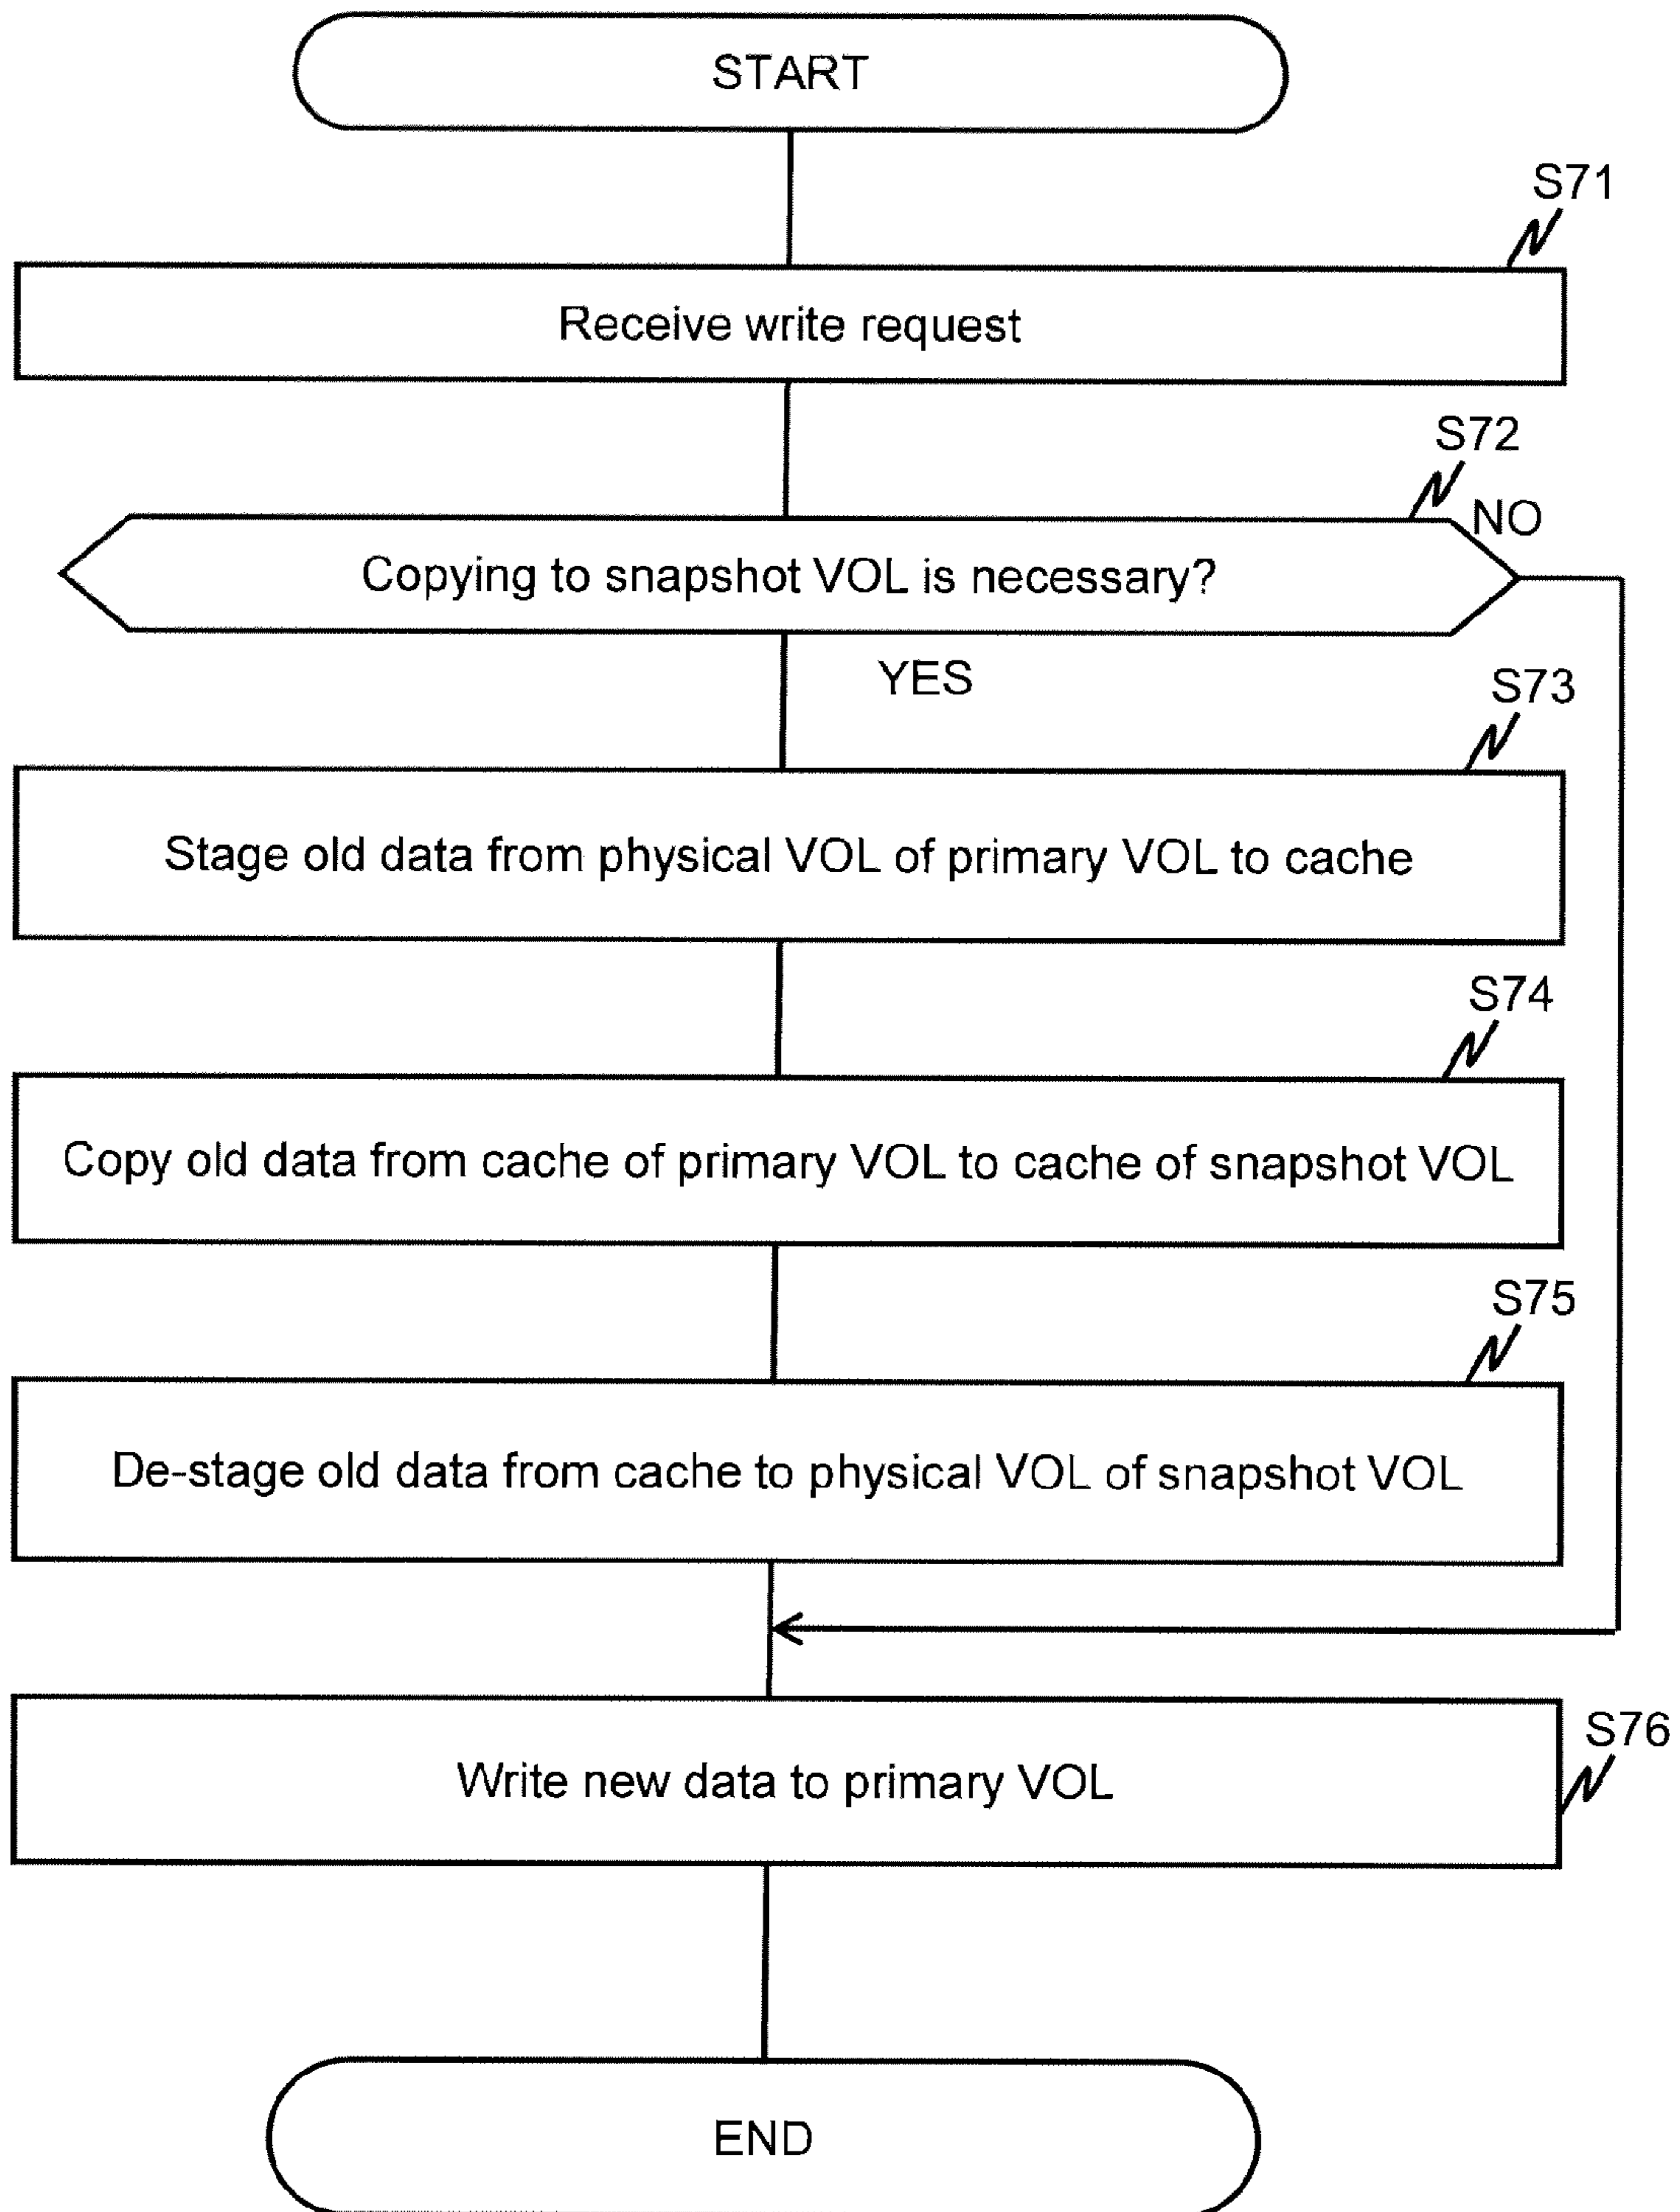 START
S71
Receive write request
S72
NO
Copying to snapshot VOL is necessary?
YES
S73
Stage old data from physical VOL of primary VOL to cache
S74
Copy old data from cache of primary VOL to cache of snapshot VOL
S75
De-stage old data from cache to physical VOL of snapshot VOL
S76
Write new data to primary VOL
END